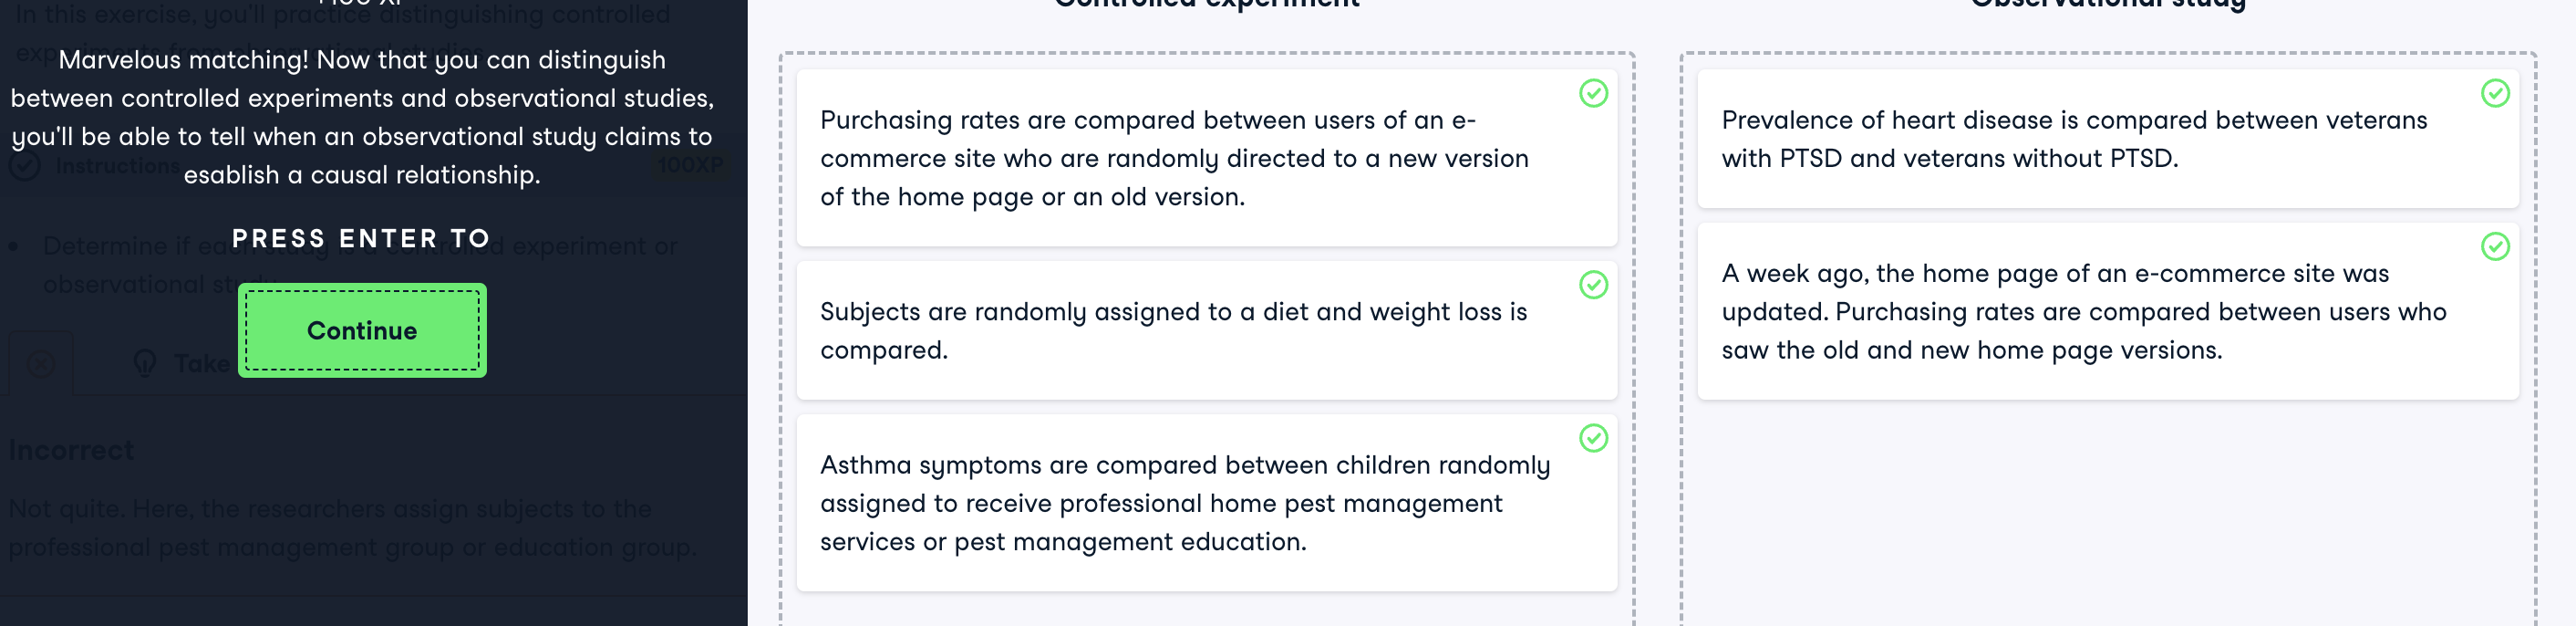 In this exercise, you'll practice distinguishing controlled
+100 XP
Marvelous matching! Now that you can distinguish
between controlled experiments and observational studies,
you'll be able to tell when an observational study claims to
esablish a causal relationship.
Instructions
100XP
PRESS ENTER TO
Determine if each study is a controlled experiment or
observational study.
Continue
Take
Incorrect
Not quite. Here, the researchers assign subjects to the
professional pest management group or education group.
Controlled experiment
Purchasing rates are compared between users of an e-
commerce site who are randomly directed to a new version
of the home page or an old version.
Subjects are randomly assigned to a diet and weight loss is
compared.
Asthma symptoms are compared between children randomly
assigned to receive professional home pest management
services or pest management education.
Observational study
Prevalence of heart disease is compared between veterans
with PTSD and veterans without PTSD.
A week ago, the home page of an e-commerce site was
updated. Purchasing rates are compared between users who
saw the old and new home page versions.